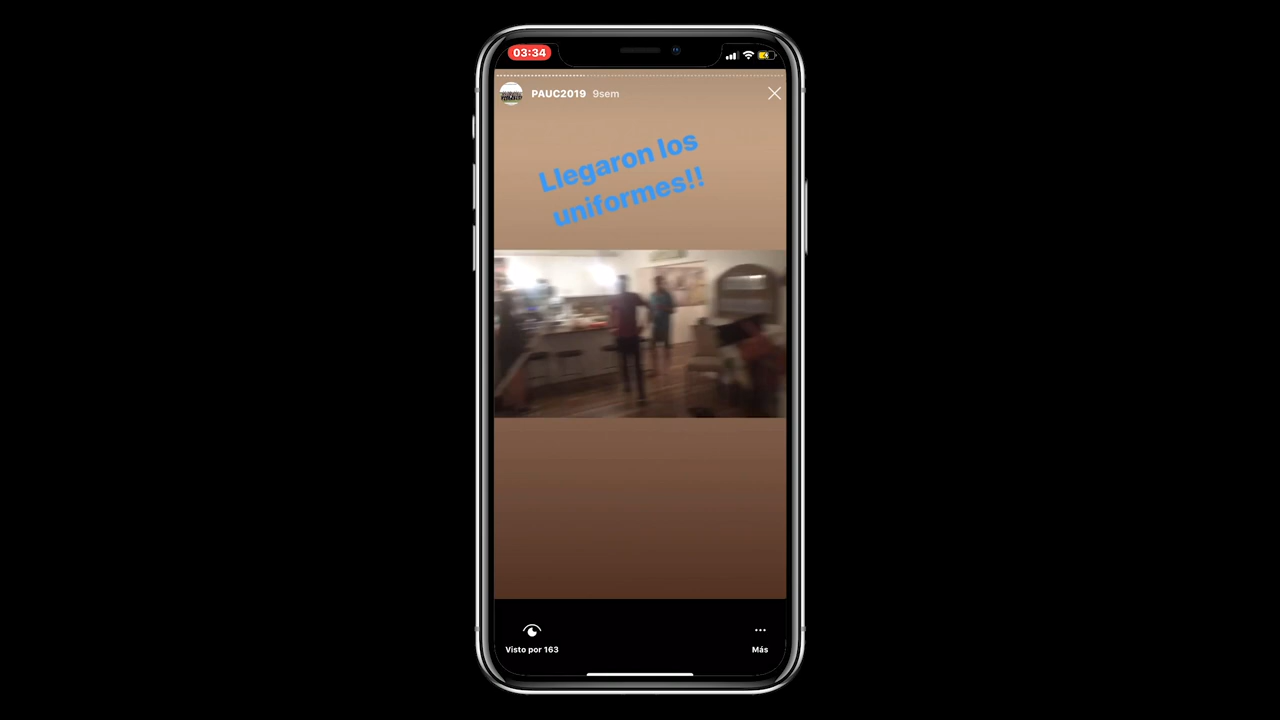 03:34
PAUC2019 9sem
Llegaron los
uniformes!!
Visto por 163
Más